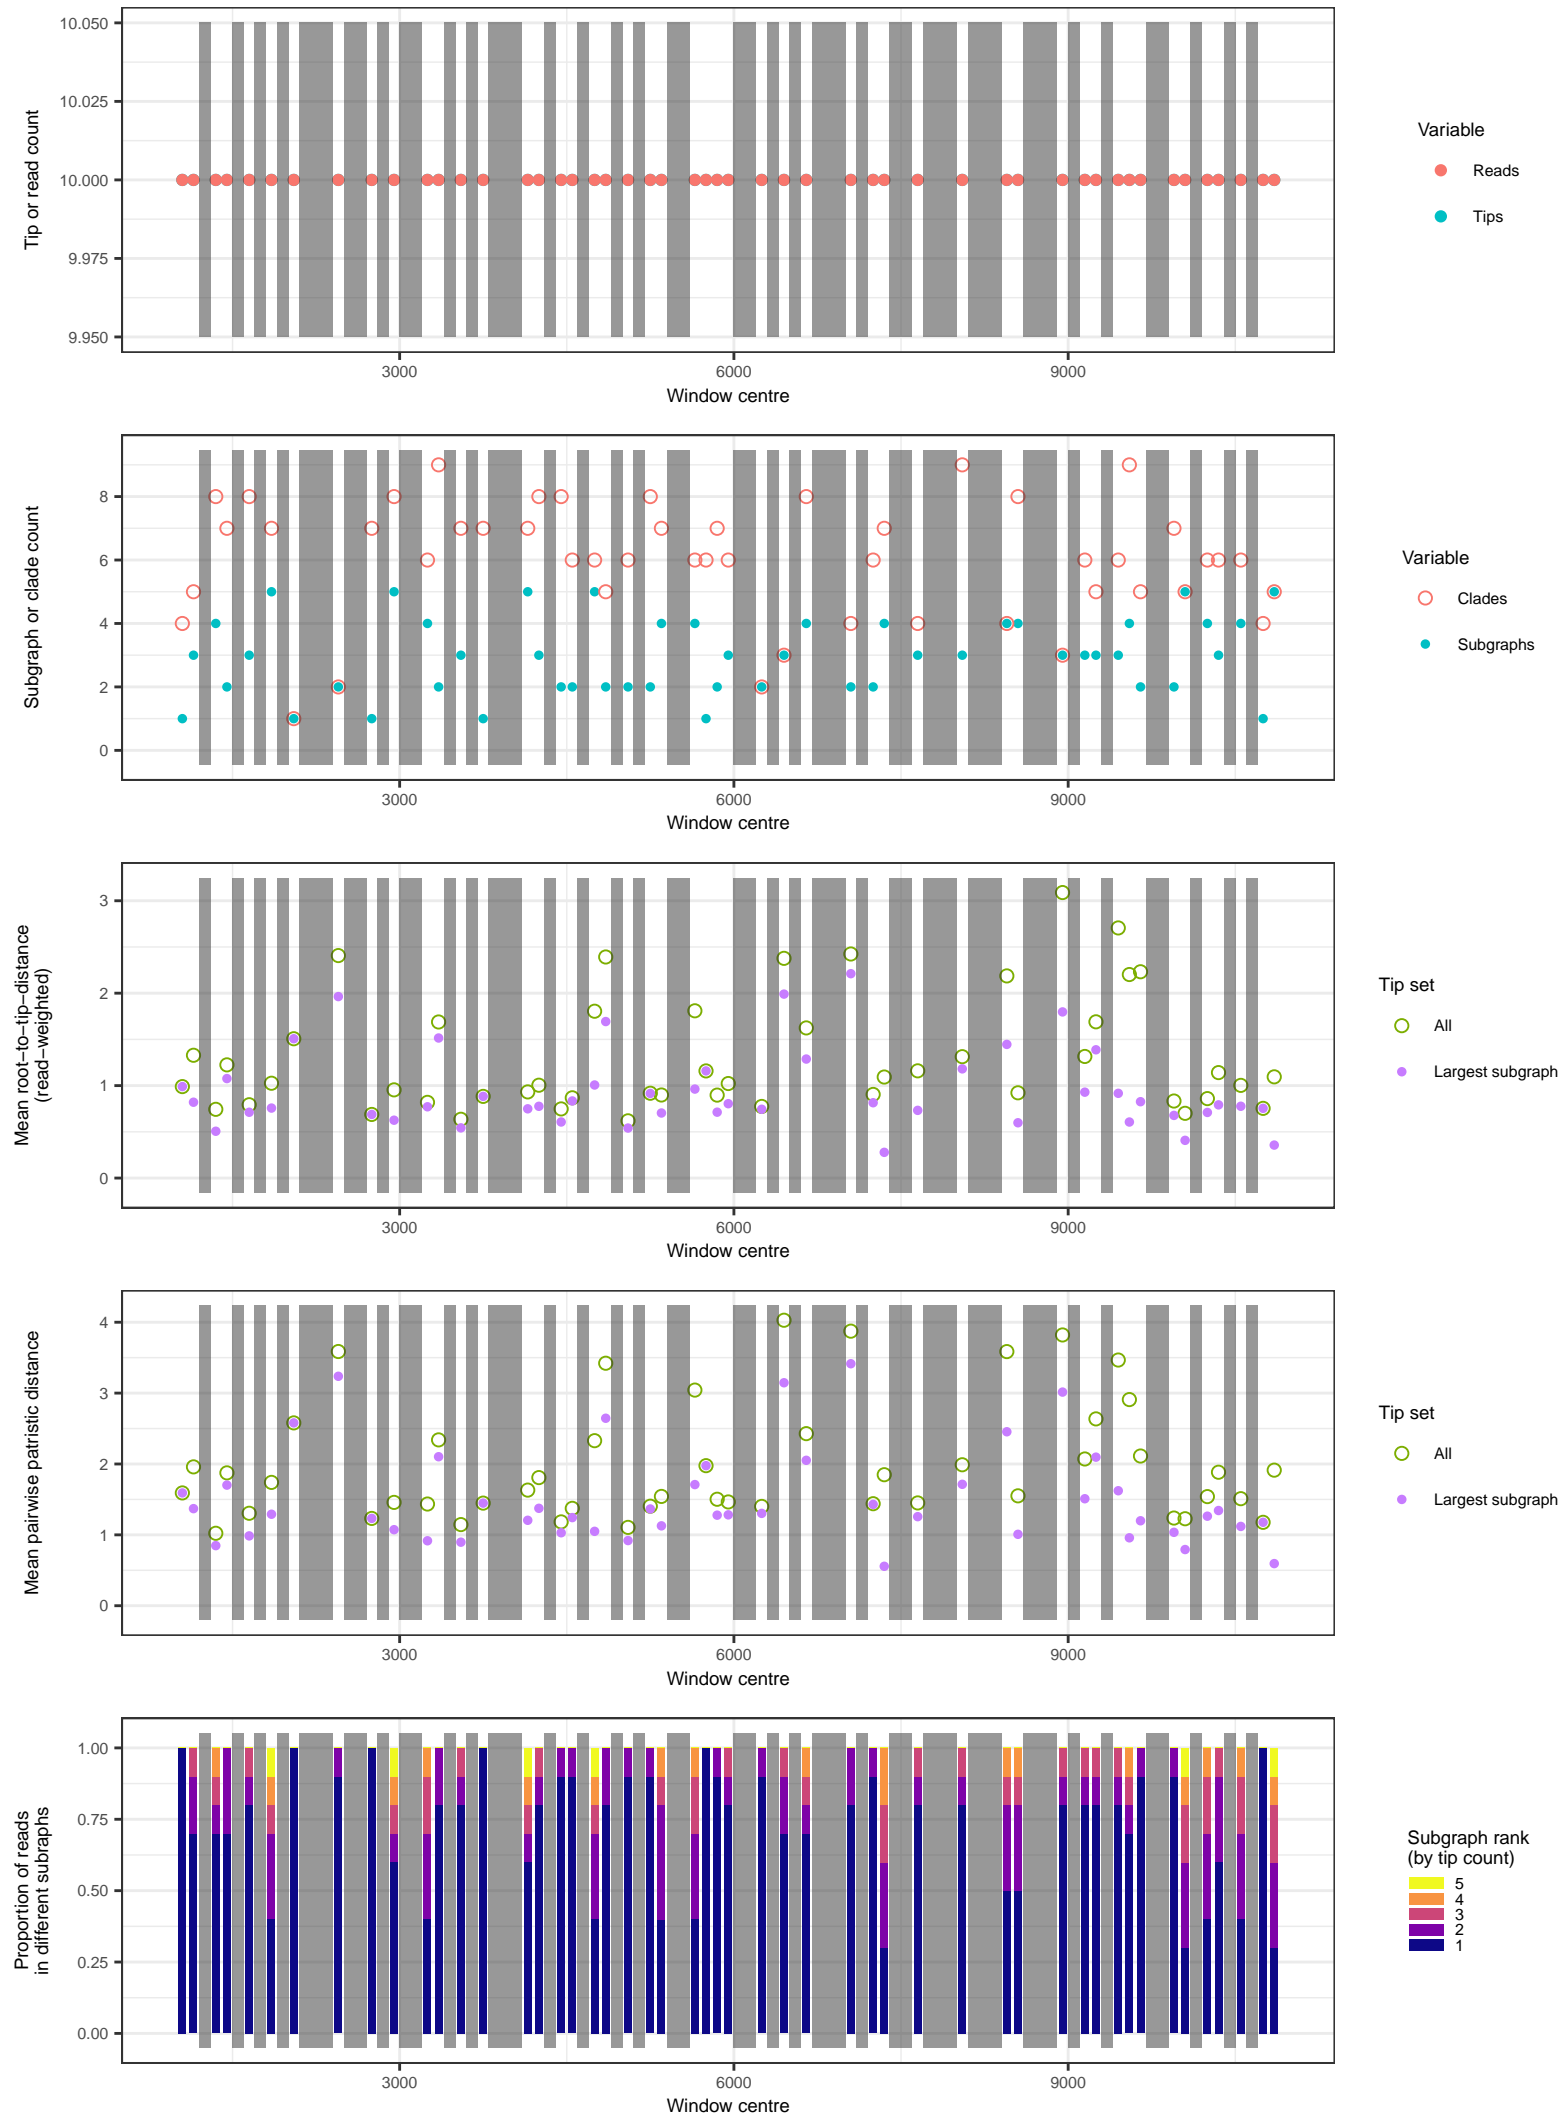 10.050
10.025
10.000
9.975
9.950
Tip or read count
3000
6000
9000
Window centre
Variable
Reads
Tips
8
6
4
2
0
Subgraph or clade count
3000
6000
9000
Window centre
Variable
Clades
Subgraphs
3
2
1
0
Mean root−to−tip−distance
(read−weighted)
3000
6000
9000
Window centre
Tip set
All
Largest subgraph
4
3
2
1
0
Mean pairwise patristic distance
3000
6000
9000
Window centre
Tip set
All
Largest subgraph
1.00
0.75
0.50
0.25
0.00
Proportion of reads
in different subraphs
3000
6000
9000
Window centre
Subgraph rank
(by tip count)
5
4
3
2
1